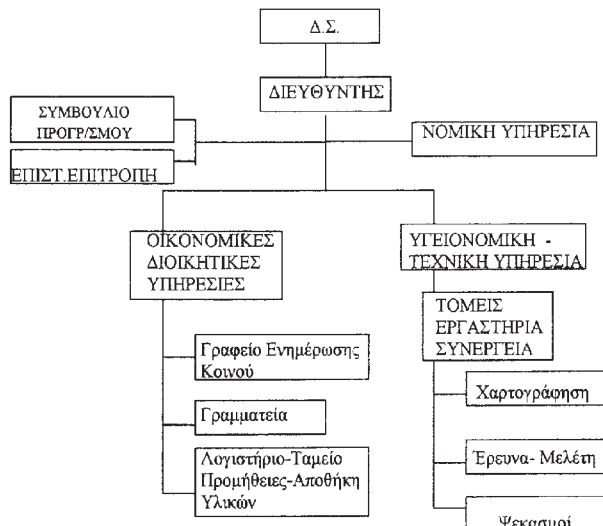 Δ.Σ.
ΔΙΕΥΘΥΝΤΗΣ
ΣΥΜΒΟΥΛΙΟ
ΠΡΟΓΡ/ΣΜΟΥ
ΝΟΜΙΚΗ ΥΠΗΡΕΣΙΑ
ΕΠΙΣΤ.ΕΠΙΤΡΟΠΗ
ΟΙΚΟΝΟΜΙΚΕΣ
ΔΙΟΙΚΗΤΙΚΕΣ
ΥΠΗΡΕΣΙΕΣ
ΥΓΕΙΟΝΟΜΙΚΗ -
ΤΕΧΝΙΚΗ ΥΠΗΡΕΣΙΑ
ΤΟΜΕΙΣ
ΕΡΓΑΣΤΗΡΙΑ
ΣΥΝΕΡΓΕΙΑ
Γραφείο Ενημέρωσης
Κοινού
Γραμματεία
Λογιστήριο-Ταμείο
Προμήθειες-Αποθήκη
Υλικών
Χαρτογράφηση
Έρευνα- Μελέτη
Ψεκασμοί